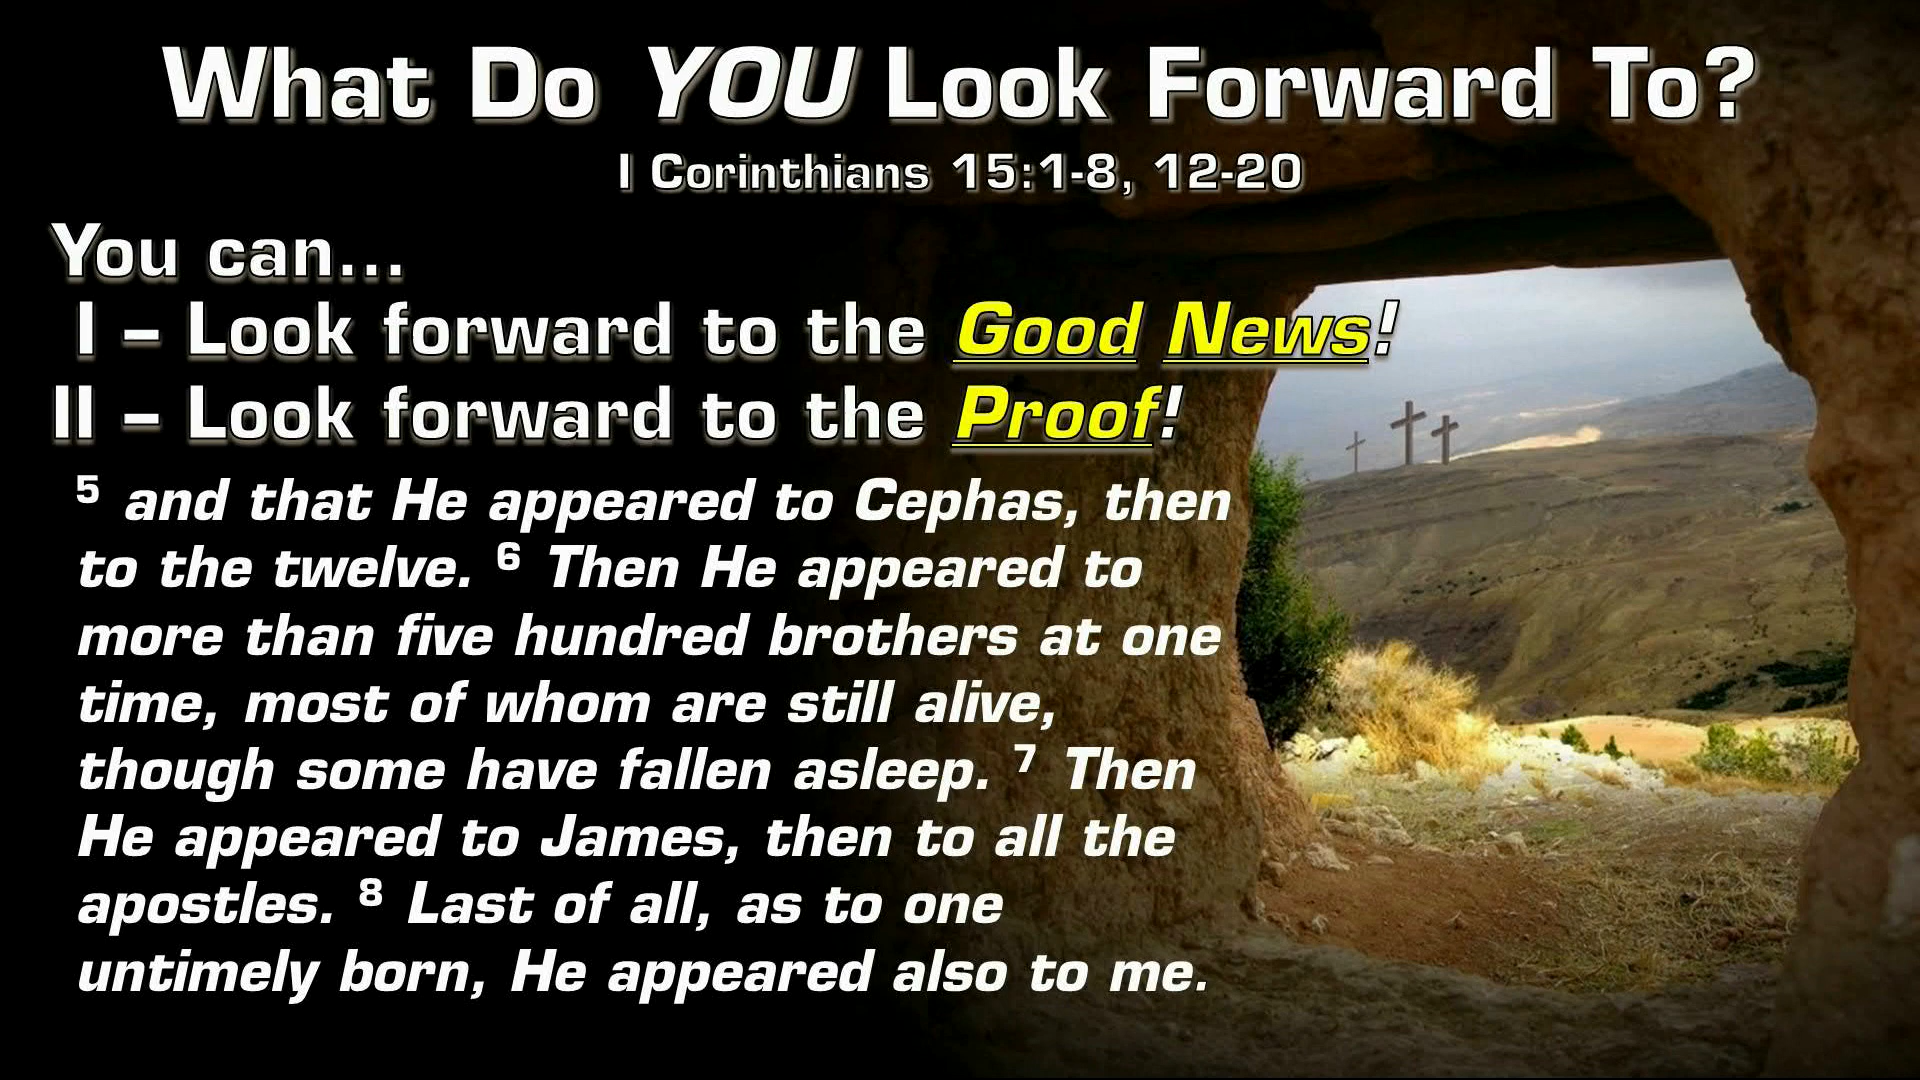 What Do YOU Look Forward To?
I Corinthians 15:1-8, 12-20
You can...
I – Look forward to the Good News!
II – Look forward to the Proof!
5 and that He appeared to Cephas, then
to the twelve. 6 Then He appeared to
more than five hundred brothers at one
time, most of whom are still alive,
though some have fallen asleep. 7 Then
He appeared to James, then to all the
apostles. 8 Last of all, as to one
untimely born, He appeared also to me.